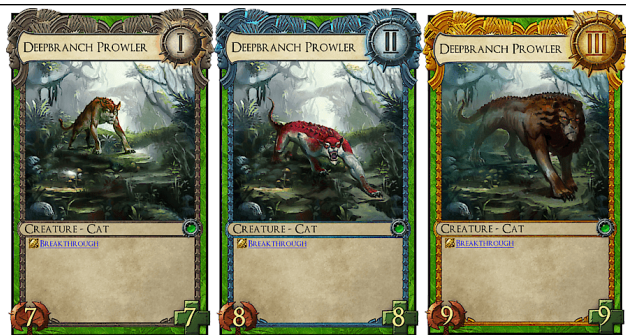 Deepbranch Prowler I
Creature - Cat
Breakthrough
7 7
Deepbranch Prowler II
Creature - Cat
Breakthrough
8 8
Deepbranch Prowler III
Creature - Cat
Breakthrough
9 9